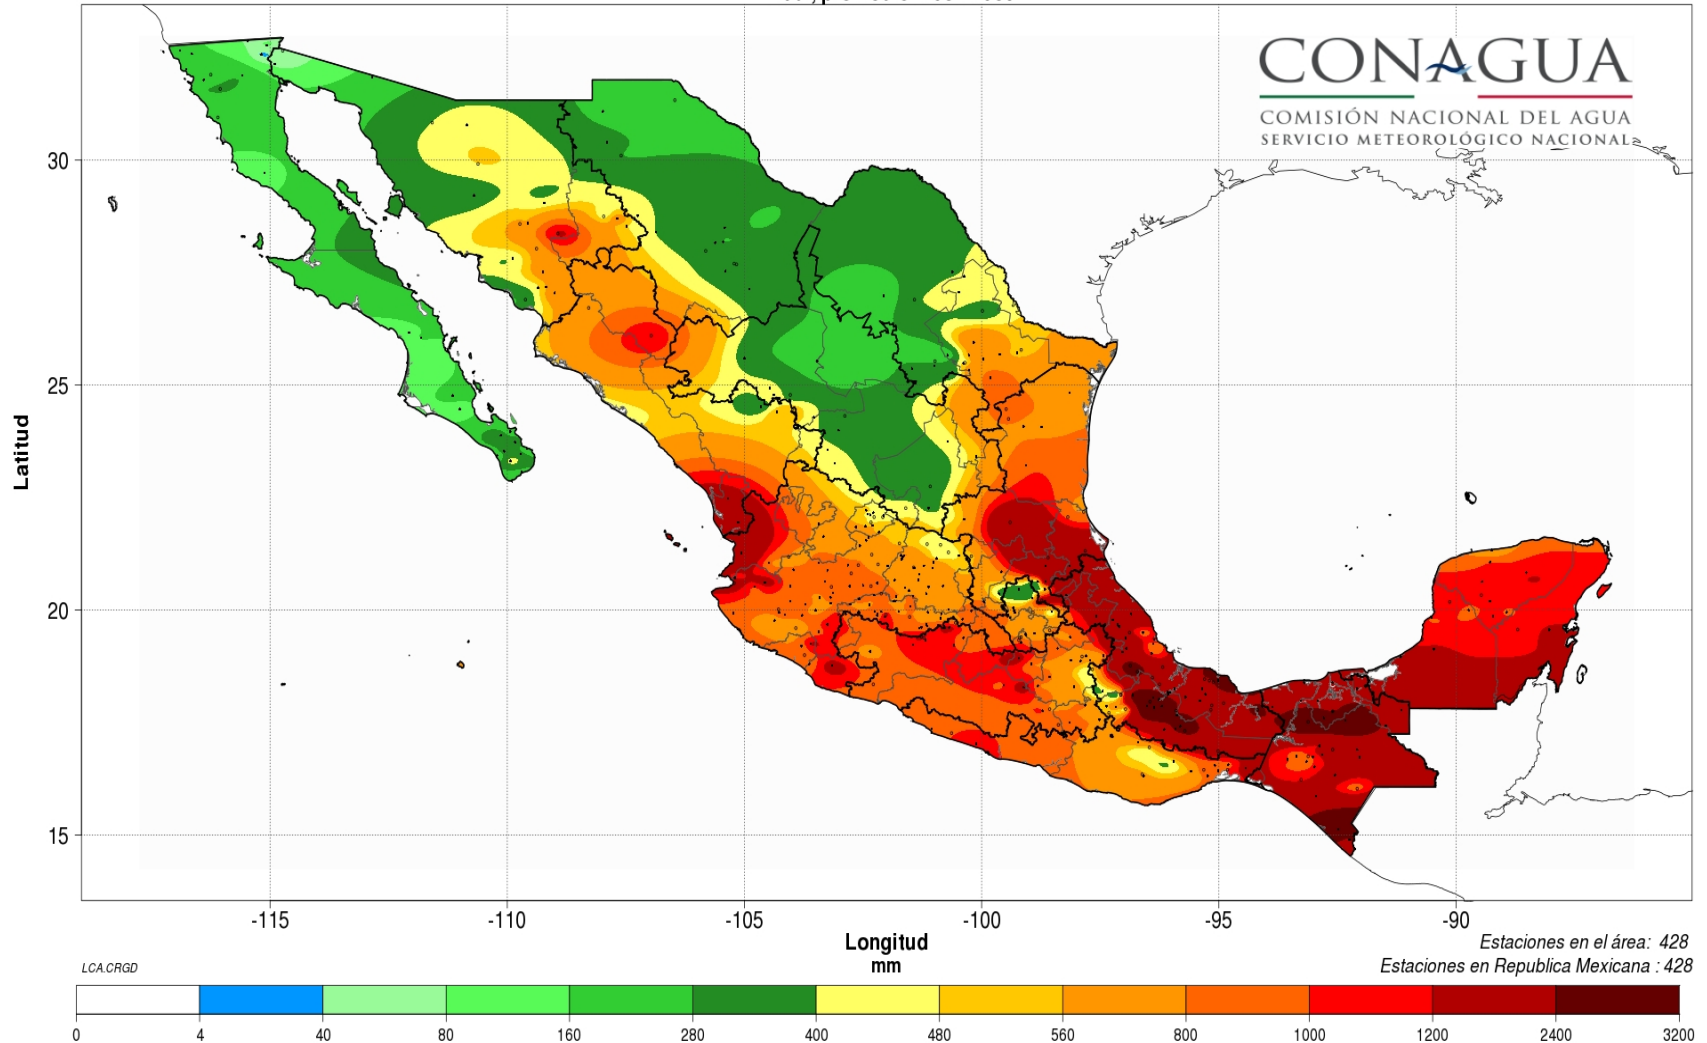 CONAGUA
COMISIÓN NACIONAL DEL AGUA
SERVICIO METEOROLÓGICO NACIONAL
30
25
20
15
Latitud
-115
-110
-105
-100
-95
-90
Longitud
mm
Estaciones en el área: 428
Estaciones en Republica Mexicana : 428
LCA.CRGD
0
4
40
80
160
280
400
480
560
800
1000
1200
2400
3200